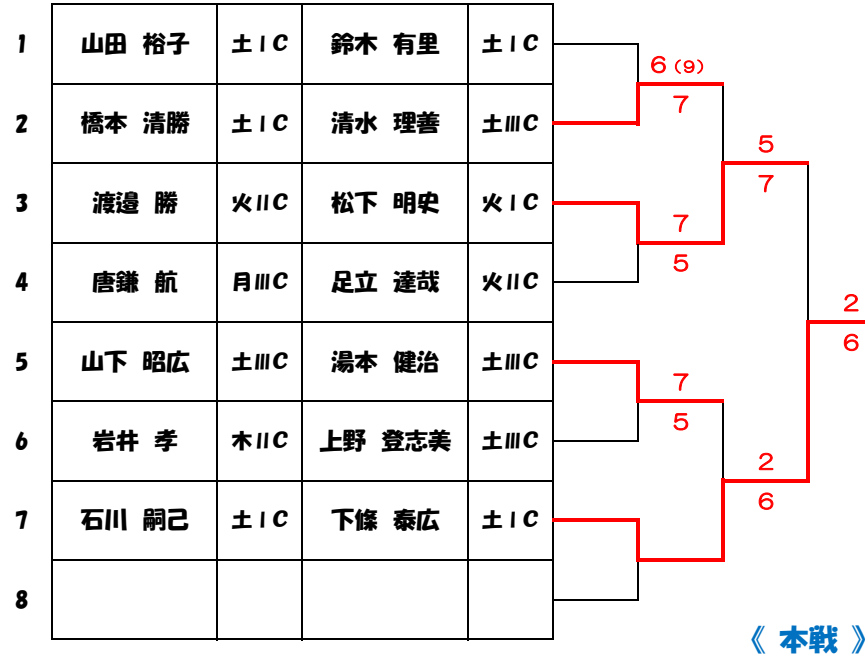 1 山田 裕子 土ⅠC 鈴木 有里 土ⅠC
6 (9)
2 橋本 清勝 土ⅠC 清水 理善 土ⅢC
7
5
7
3 渡邉 勝 火ⅡC 松下 明史 火ⅠC
7
5
4 唐鎌 航 月ⅢC 足立 達哉 火ⅡC
2
6
5 山下 昭広 土ⅢC 湯本 健治 土ⅢC
7
5
6 岩井 孝 木ⅡC 上野 登志美 土ⅢC
2
6
7 石川 嗣己 土ⅠC 下條 泰広 土ⅠC
8
《 本戦 》